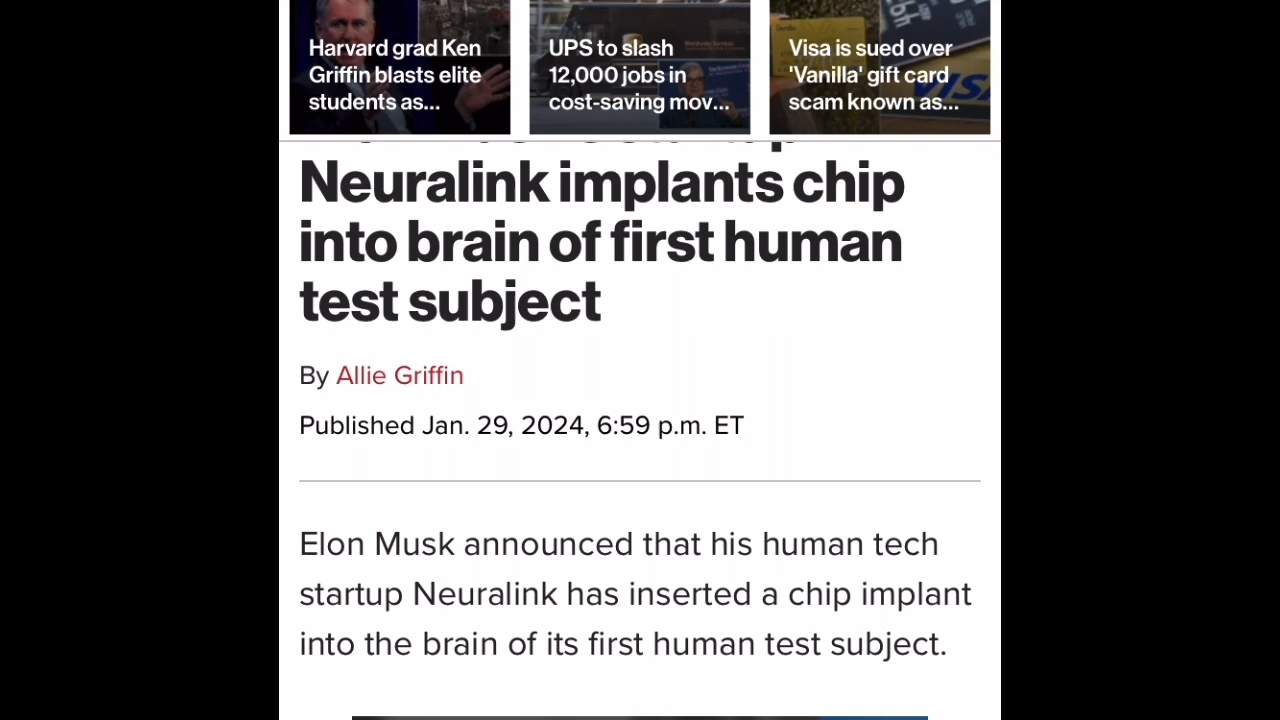 Harvard grad Ken
Griffin blasts elite
students as...
UPS to slash
12,000 jobs in
cost-saving mov...
Visa is sued over
'Vanilla' gift card
scam known as...
Neuralink implants chip
into brain of first human
test subject
By Allie Griffin
Published Jan. 29, 2024, 6:59 p.m. ET
Elon Musk announced that his human tech
startup Neuralink has inserted a chip implant
into the brain of its first human test subject.